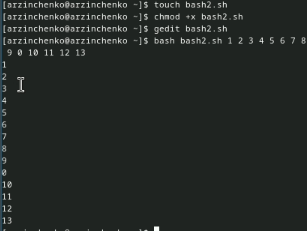 [arzinchenko@arzinchenko ~]$ touch bash2.sh
[arzinchenko@arzinchenko ~]$ chmod +x bash2.sh
[arzinchenko@arzinchenko ~]$ gedit bash2.sh
[arzinchenko@arzinchenko ~]$ bash bash2.sh 1 2 3 4 5 6 7 8
9 0 10 11 12 13
1
2
3
4
5
6
7
8
9
0
10
11
12
13